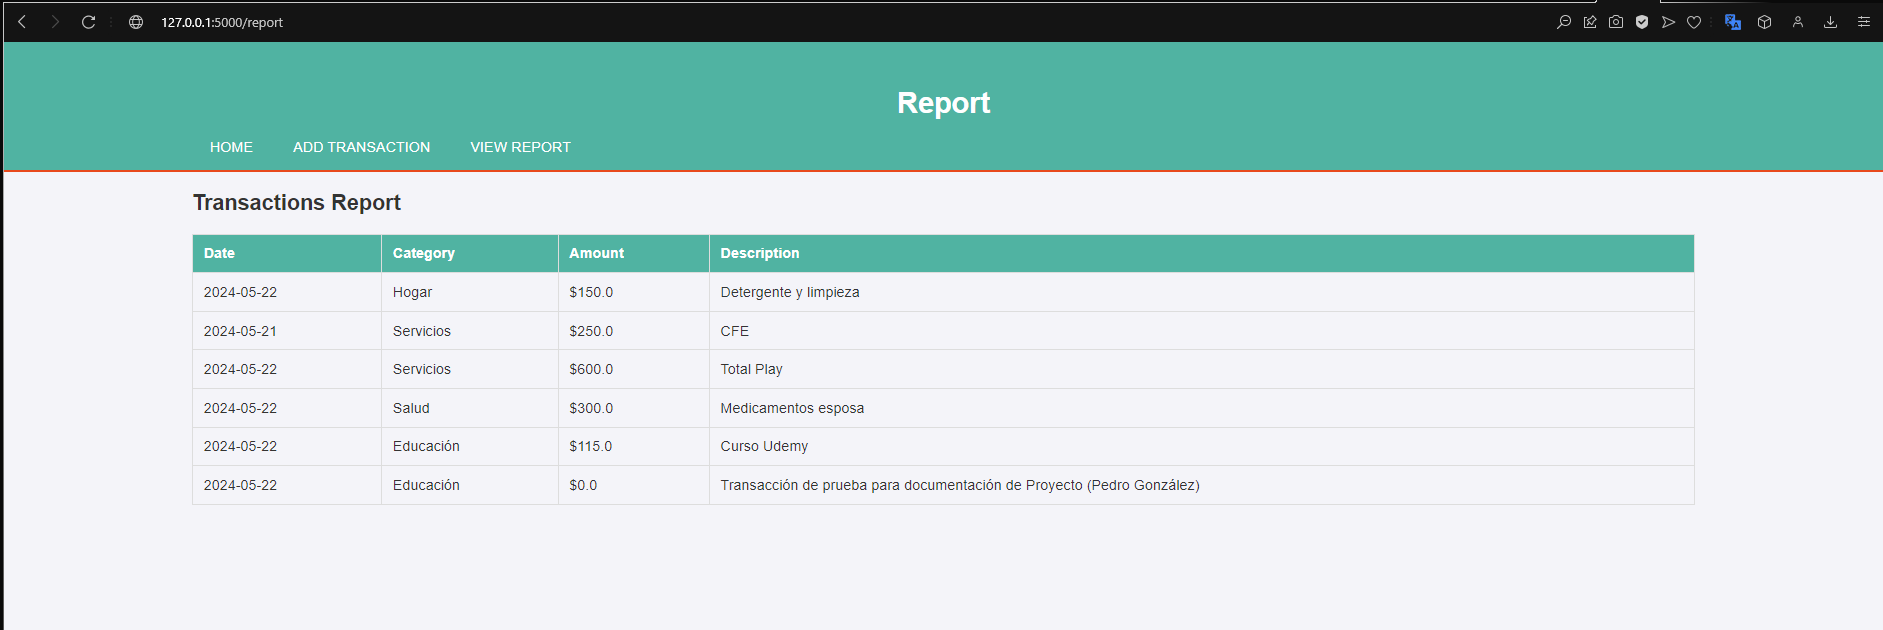 127.0.0.1:5000/report
Report
HOME ADD TRANSACTION VIEW REPORT
Transactions Report
Date Category Amount Description
2024-05-22 Hogar $150.0 Detergente y limpieza
2024-05-21 Servicios $250.0 CFE
2024-05-22 Servicios $600.0 Total Play
2024-05-22 Salud $300.0 Medicamentos esposa
2024-05-22 Educación $115.0 Curso Udemy
2024-05-22 Educación $0.0 Transacción de prueba para documentación de Proyecto (Pedro González)